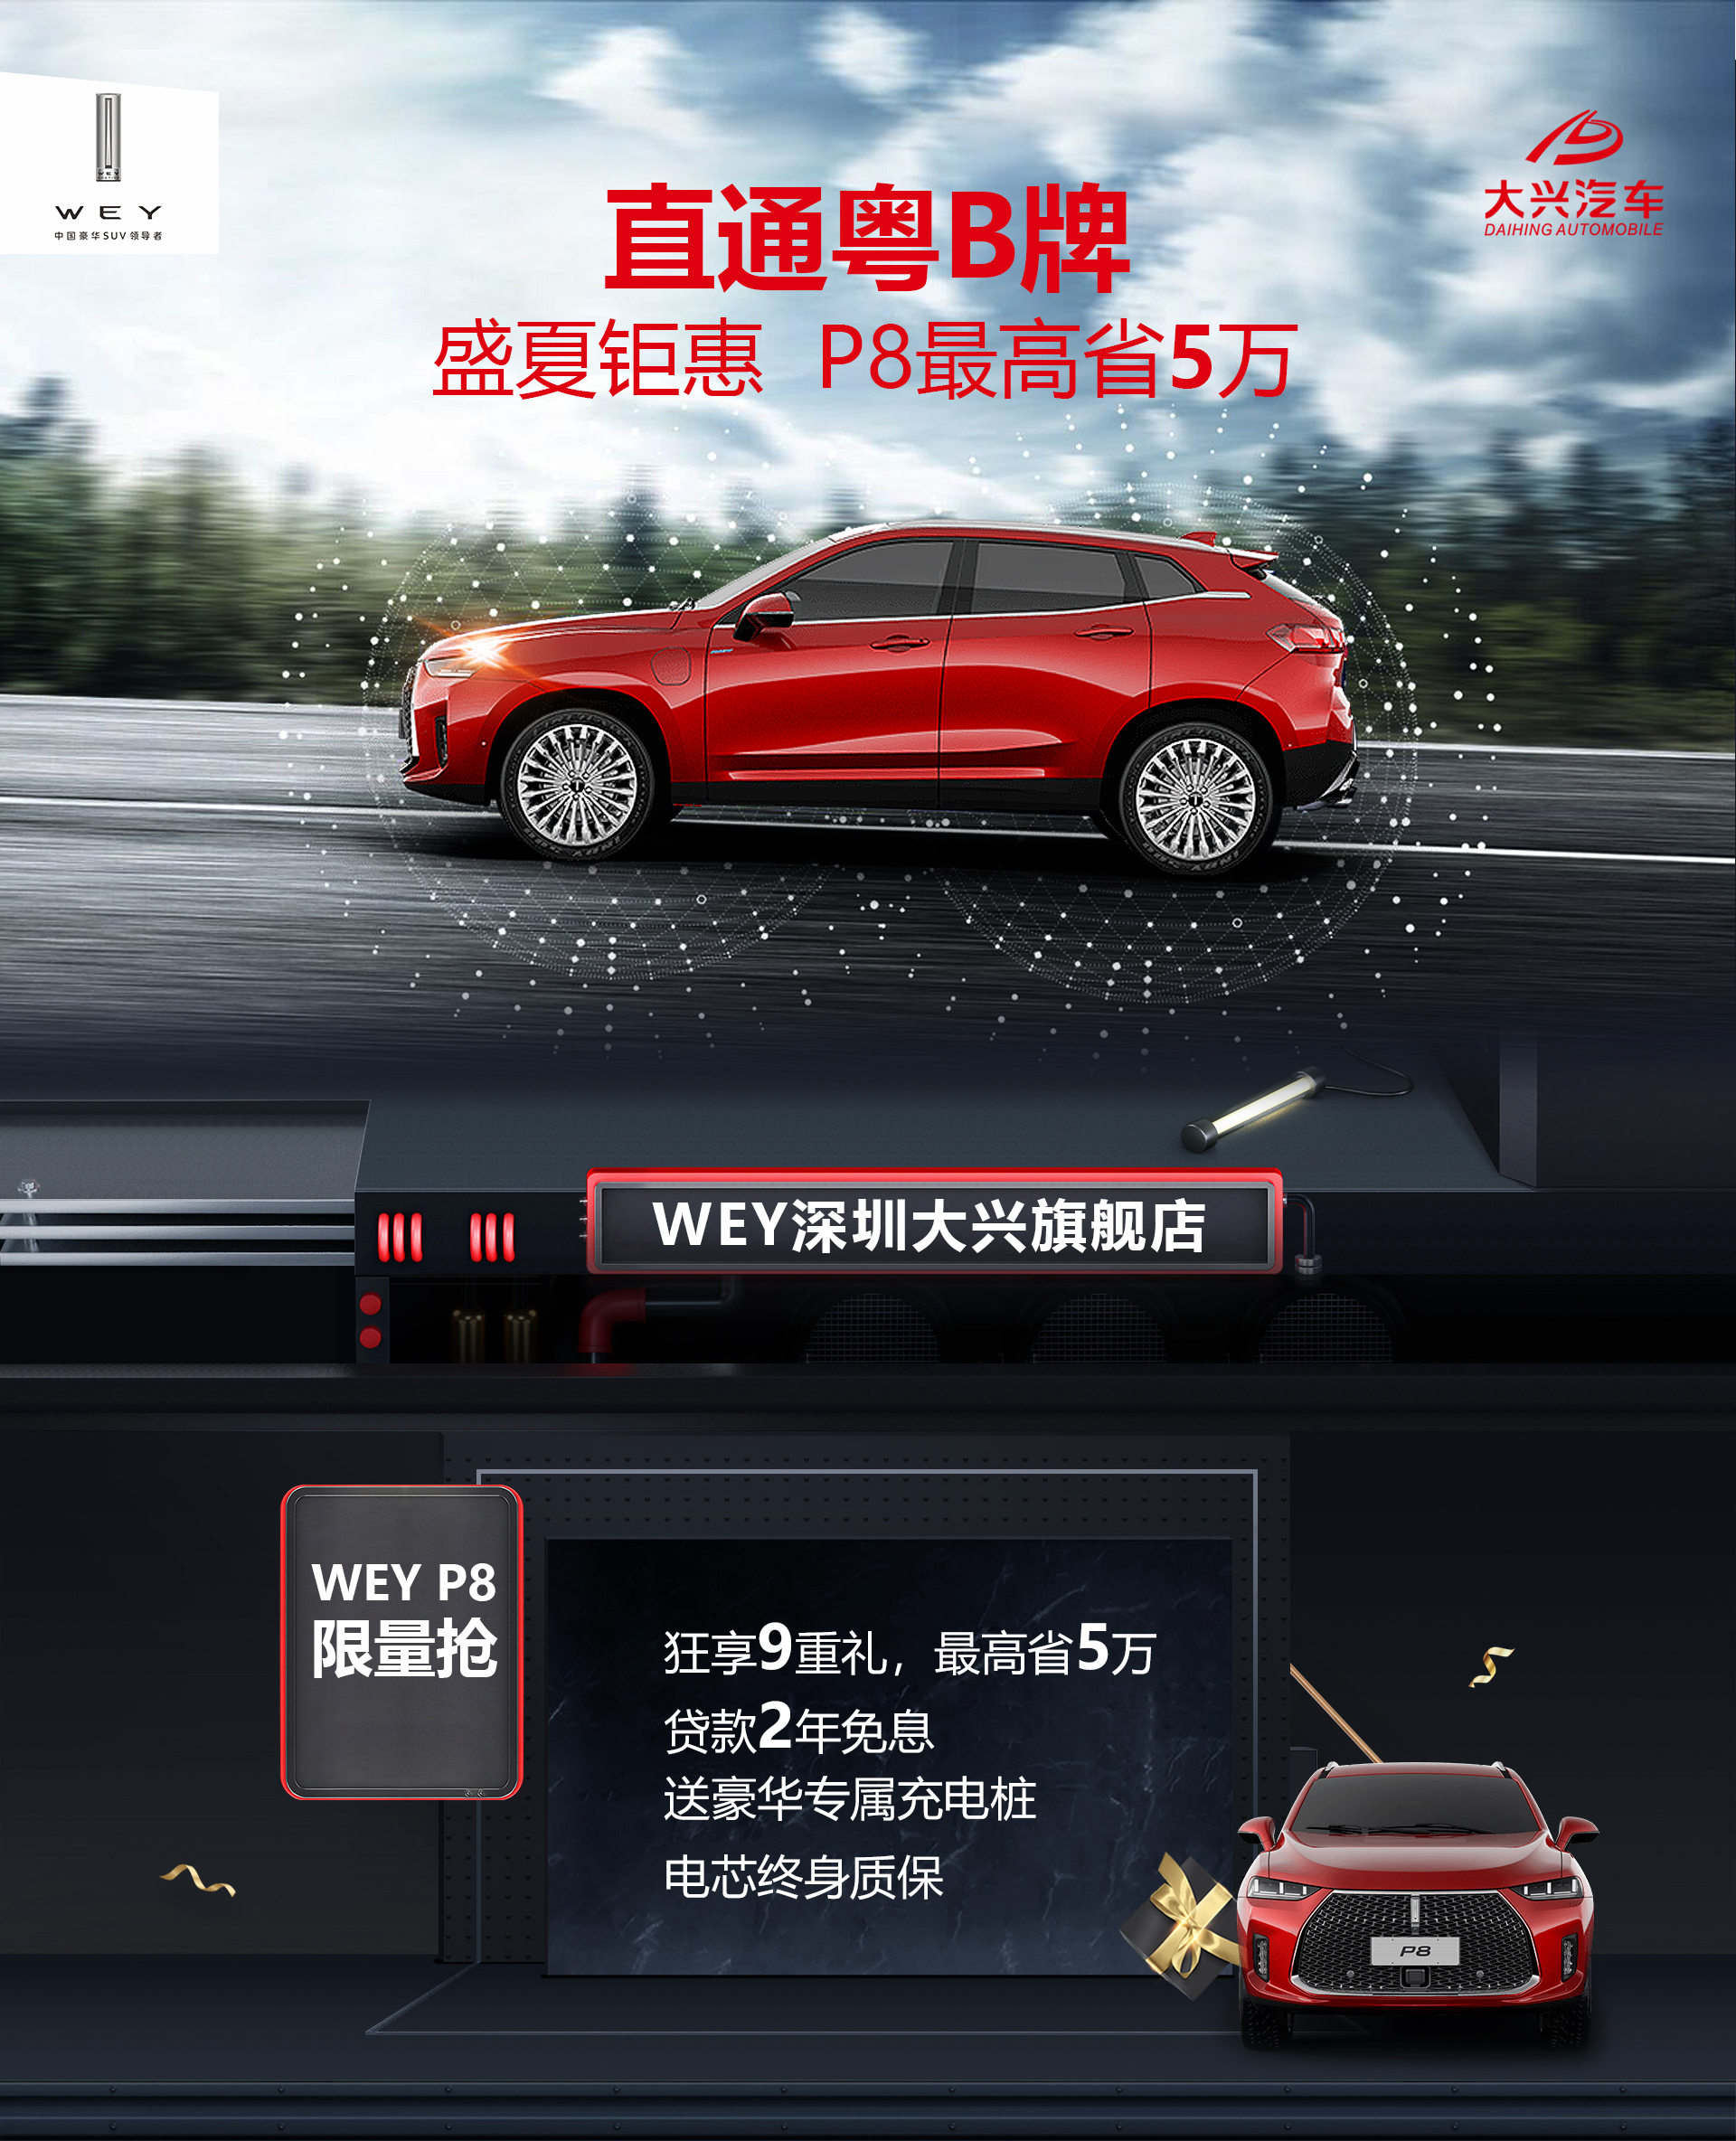 WEY
中国豪华SUV领导者
大兴汽车
DAIHING AUTOMOBILE
直通粤B牌
盛夏钜惠 P8最高省5万
WEY深圳大兴旗舰店
WEY P8
限量抢
狂享9重礼，最高省5万
贷款2年免息
送豪华专属充电桩
电芯终身质保
P8